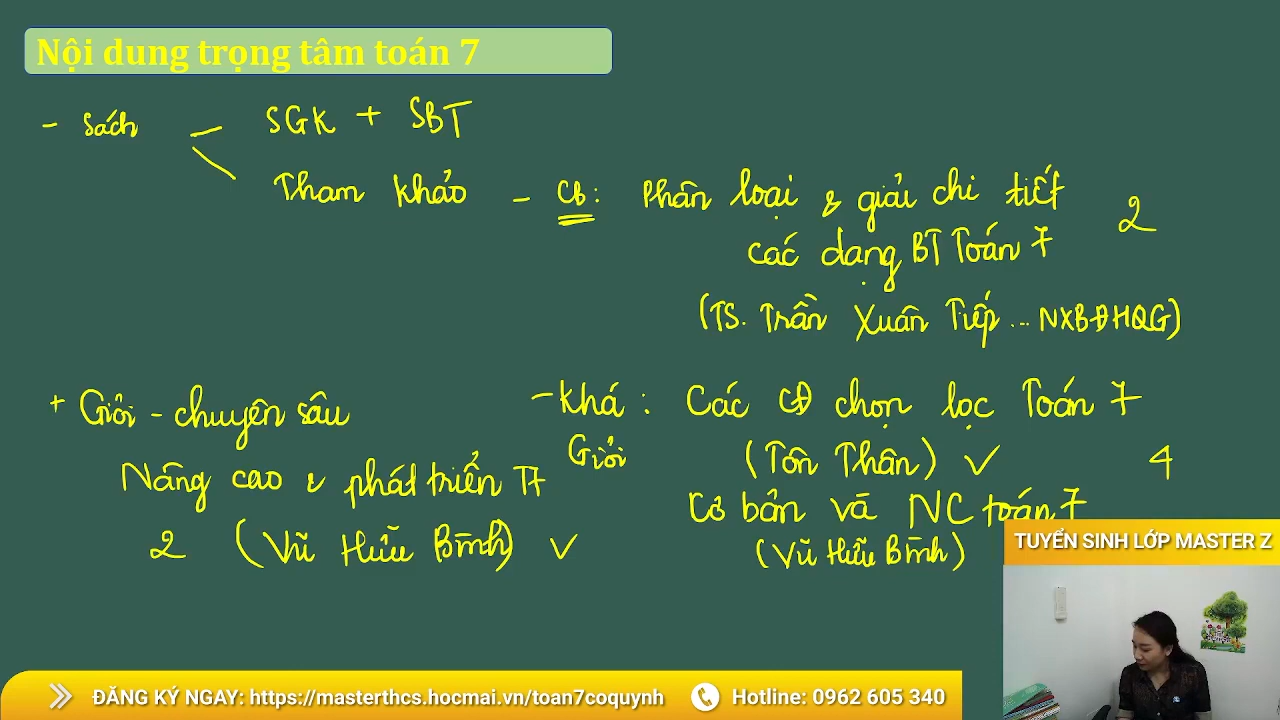 Nội dung trọng tâm toán 7
- Sách
SGK + SBT
Tham khảo - CB: Phân loại & giải chi tiết
các dạng BT Toán 7
2
(TS. Trần Xuân Tiếp ... NXBĐHQG)
- Khá: Các CĐ chọn lọc Toán 7
Giỏi
(Tôn Thân) ✓
4
Cơ bản và NC toán 7
(Vũ Hữu Bình)
+ Giỏi - chuyên sâu
Nâng cao & phát triển T7
2 (Vũ Hữu Bình) ✓
TUYỂN SINH LỚP MASTER Z
ĐĂNG KÝ NGAY: https://masterthcs.hocmai.vn/toan7coquynh
Hotline: 0962 605 340